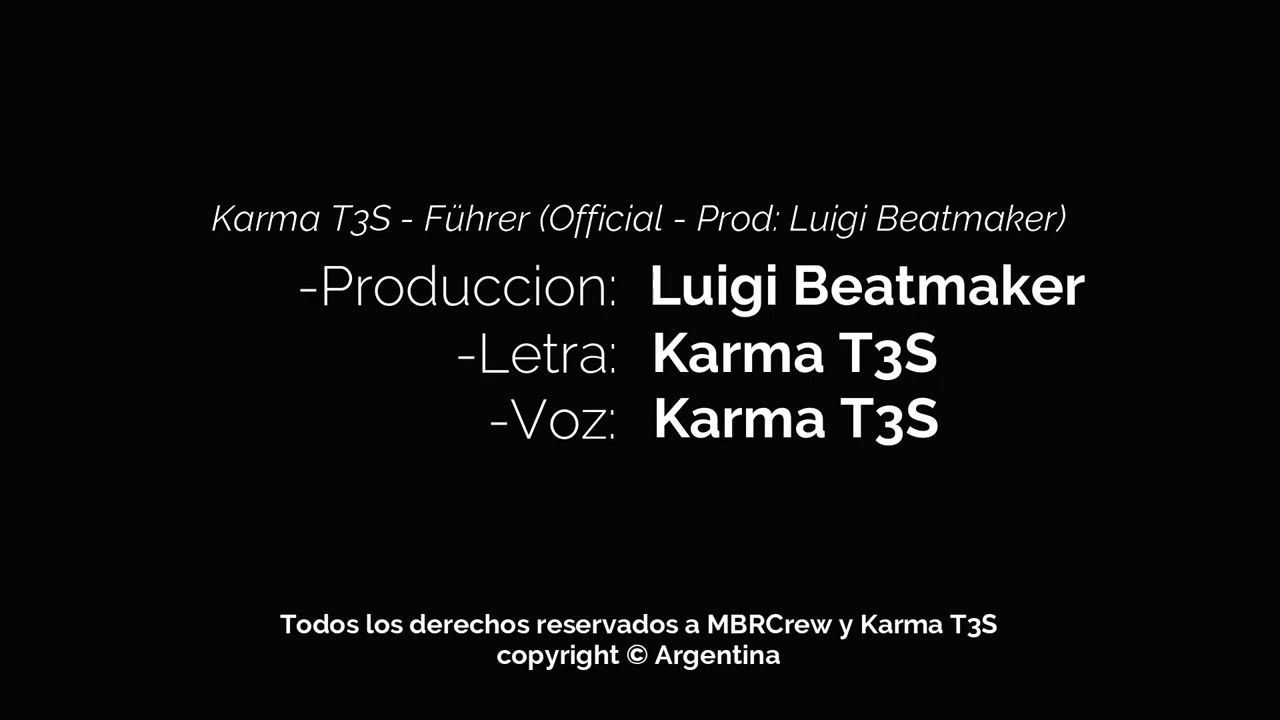 Karma T3S - Führer (Official - Prod: Luigi Beatmaker)
-Produccion: Luigi Beatmaker
-Letra: Karma T3S
-Voz: Karma T3S
Todos los derechos reservados a MBRCrew y Karma T3S
copyright © Argentina